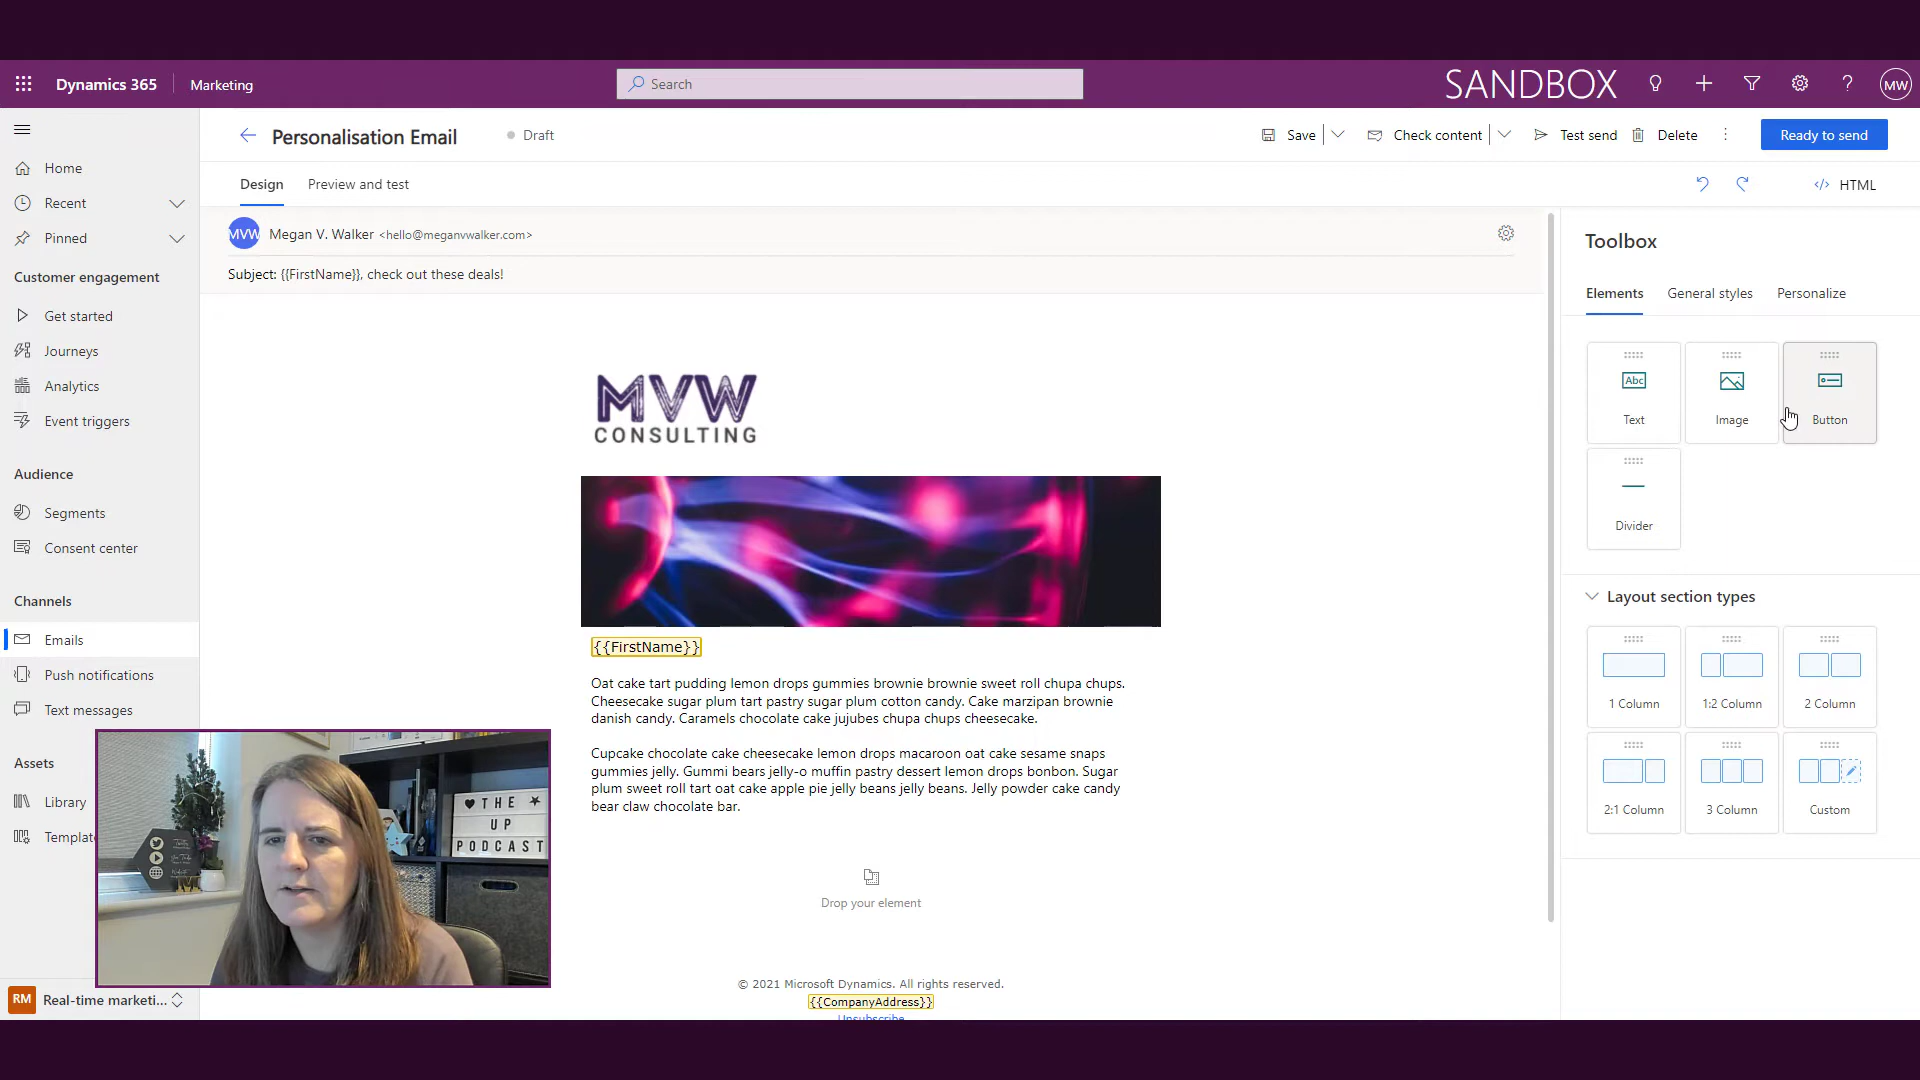 Dynamics 365
Marketing
Search
SANDBOX
MW
Personalisation Email
Draft
Save
Check content
Test send
Delete
Ready to send
Home
Recent
Pinned
Customer engagement
Get started
Journeys
Analytics
Event triggers
Audience
Segments
Consent center
Channels
Emails
Push notifications
Text messages
Assets
Library
Templat
RM
Real-time marketi...
Design
Preview and test
HTML
MVW
Megan V. Walker <hello@meganvwalker.com>
Subject: {{FirstName}}, check out these deals!
MVW
CONSULTING
{{FirstName}}
Oat cake tart pudding lemon drops gummies brownie brownie sweet roll chupa chups.
Cheesecake sugar plum tart pastry sugar plum cotton candy. Cake marzipan brownie
danish candy. Caramels chocolate cake jujubes chupa chups cheesecake.
Cupcake chocolate cake cheesecake lemon drops macaroon oat cake sesame snaps
gummies jelly. Gummi bears jelly-o muffin pastry dessert lemon drops bonbon. Sugar
plum sweet roll tart oat cake apple pie jelly beans jelly beans. Jelly powder cake candy
bear claw chocolate bar.
Drop your element
© 2021 Microsoft Dynamics. All rights reserved.
{{CompanyAddress}}
Unsubscribe
Toolbox
Elements
General styles
Personalize
Abc
Text
Image
Button
Divider
Layout section types
1 Column
1:2 Column
2 Column
2:1 Column
3 Column
Custom
THE
UP
PODCAST